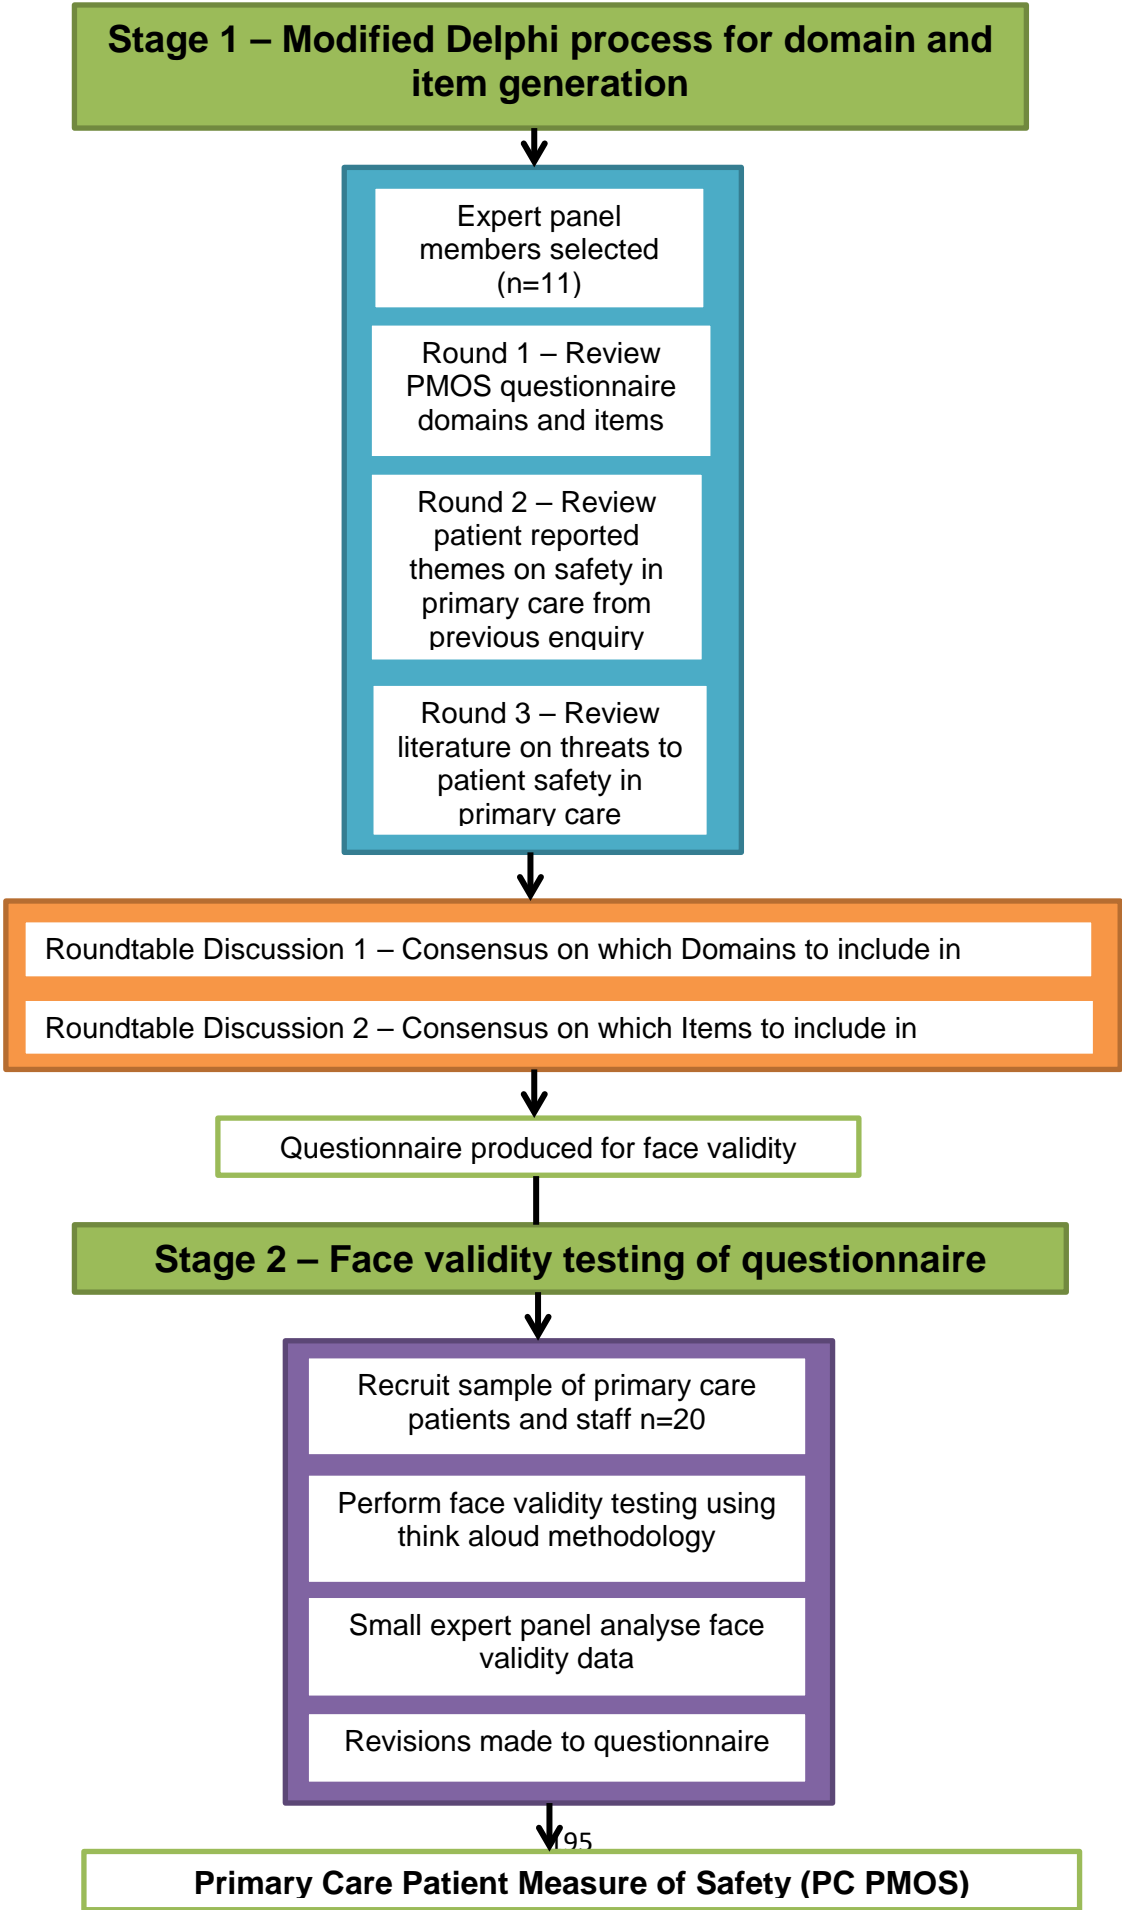 Stage 1 – Modified Delphi process for domain and
item generation
Expert panel
members selected
(n=11)
Round 1 – Review
PMOS questionnaire
domains and items
Round 2 – Review
patient reported
themes on safety in
primary care from
previous enquiry
Round 3 – Review
literature on threats to
patient safety in
primary care
Roundtable Discussion 1 – Consensus on which Domains to include in
Roundtable Discussion 2 – Consensus on which Items to include in
Questionnaire produced for face validity
Stage 2 – Face validity testing of questionnaire
Recruit sample of primary care
patients and staff n=20
Perform face validity testing using
think aloud methodology
Small expert panel analyse face
validity data
Revisions made to questionnaire
195
Primary Care Patient Measure of Safety (PC PMOS)